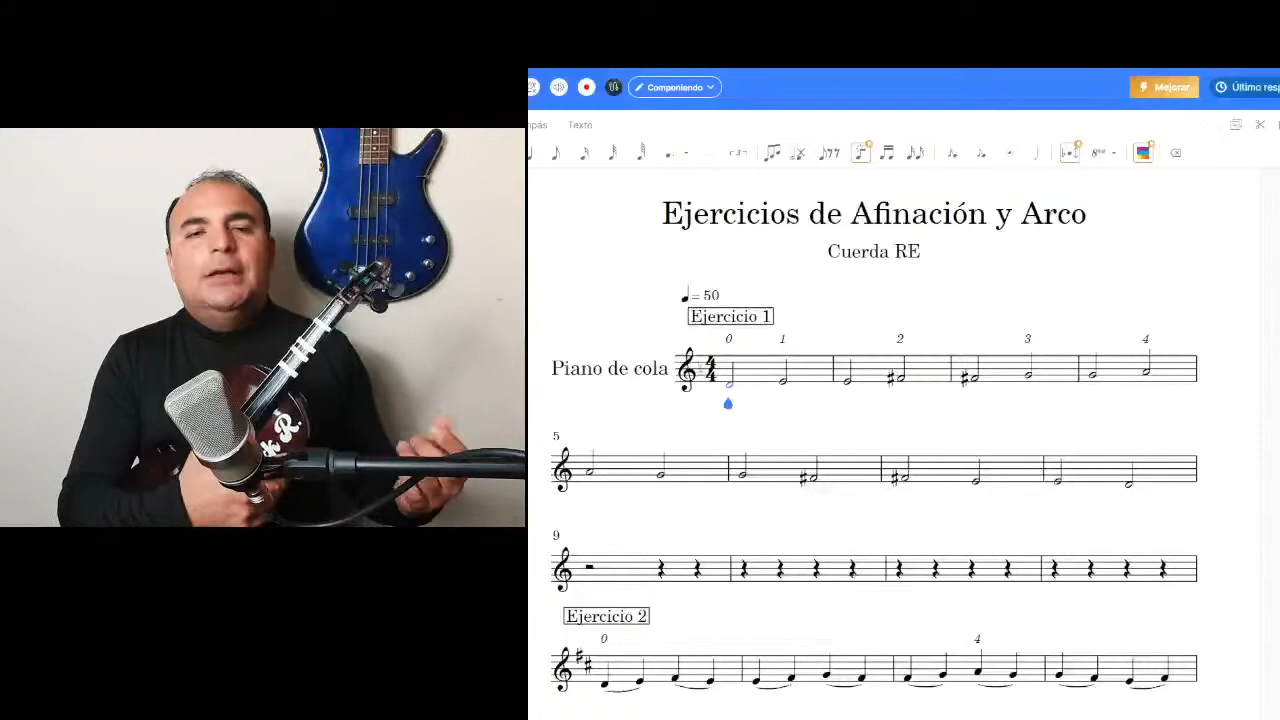 Componiendo
Mejorar
Último resp
mpás Texto
Ejercicios de Afinación y Arco
Cuerda RE
= 50
Ejercicio 1
0 1 2 3 4
Piano de cola
5
9
Ejercicio 2
0 4
R.